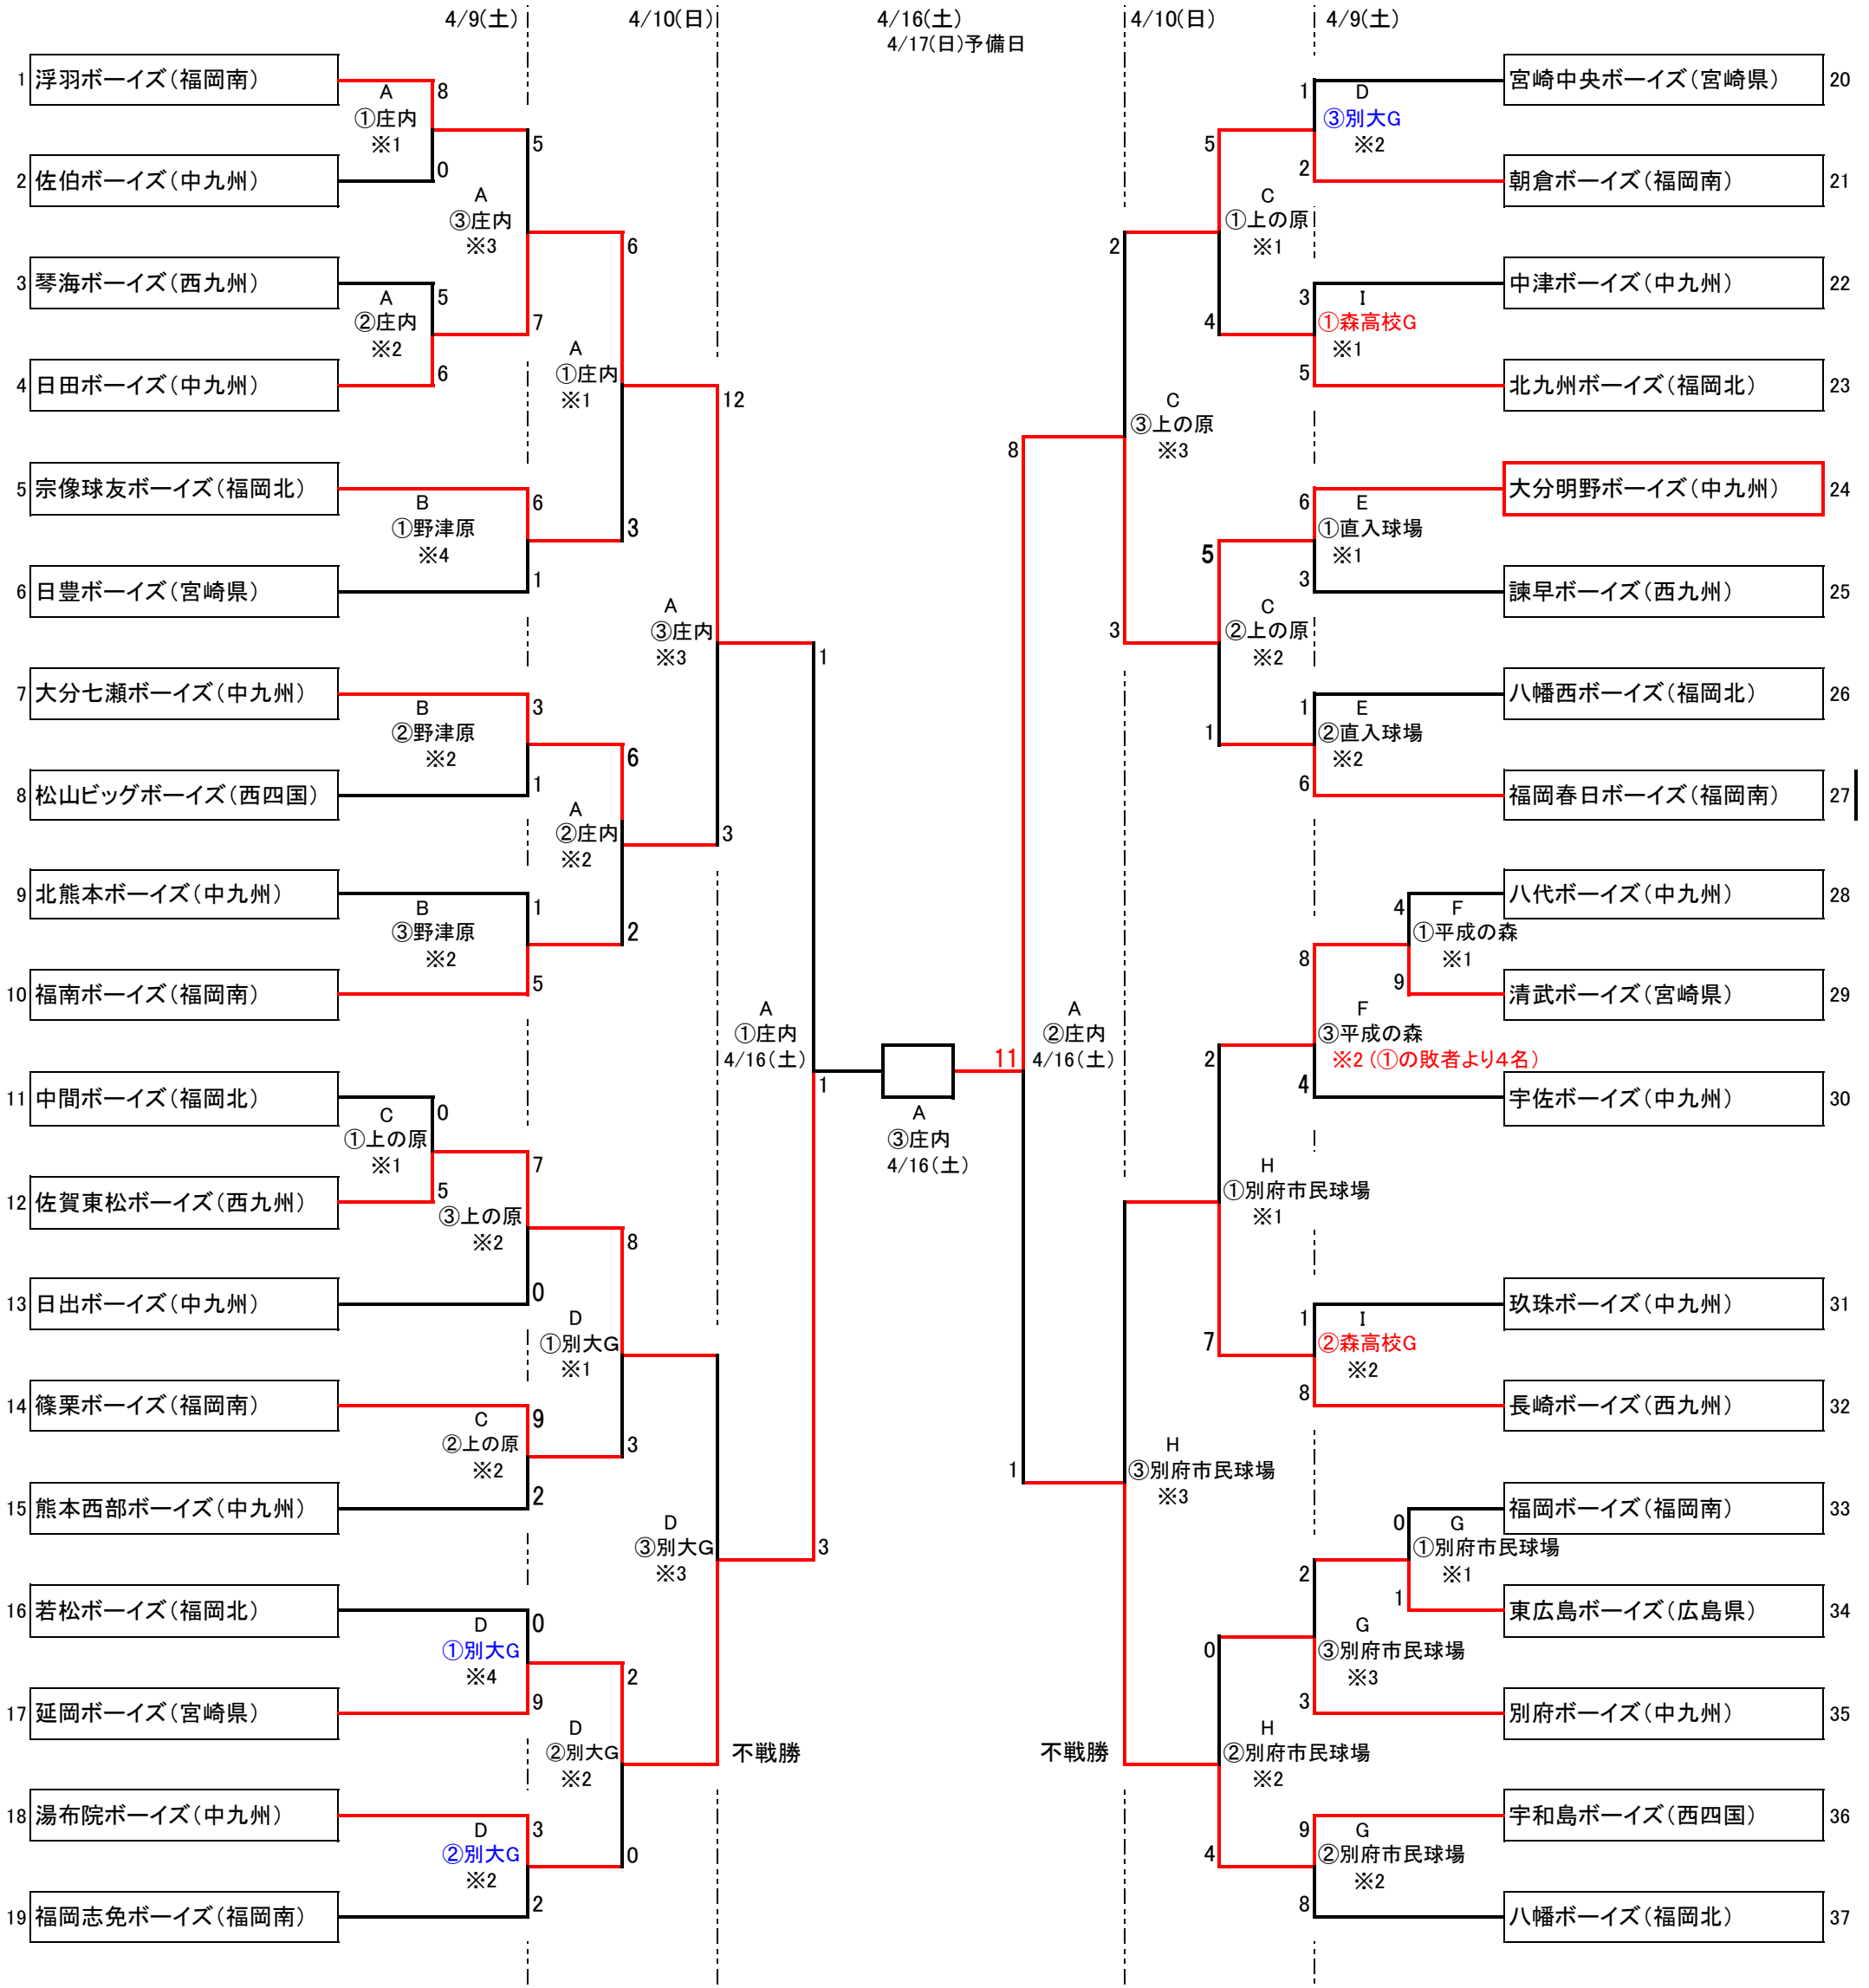 4/9(土)
4/10(日)
4/16(土)
4/17(日)予備日
4/10(日)
4/9(土)
1 浮羽ボーイズ(福岡南)
8
A
①庄内
※1
5
2 佐伯ボーイズ(中九州)
0
A
③庄内
※3
6
3 琴海ボーイズ(西九州)
5
A
②庄内
※2
7
4 日田ボーイズ(中九州)
6
A
①庄内
※1
12
5 宗像球友ボーイズ(福岡北)
6
B
①野津原
※4
3
6 日豊ボーイズ(宮崎県)
1
A
③庄内
※3
1
7 大分七瀬ボーイズ(中九州)
3
B
②野津原
※2
6
8 松山ビッグボーイズ(西四国)
1
A
②庄内
※2
3
9 北熊本ボーイズ(中九州)
1
B
③野津原
※2
2
10 福南ボーイズ(福岡南)
5
A
①庄内
4/16(土)
1
11 中間ボーイズ(福岡北)
0
C
①上の原
※1
7
12 佐賀東松ボーイズ(西九州)
5
③上の原
※2
8
13 日出ボーイズ(中九州)
0
D
①別大G
※1
14 篠栗ボーイズ(福岡南)
9
C
②上の原
※2
3
15 熊本西部ボーイズ(中九州)
2
D
③別大G
※3
3
16 若松ボーイズ(福岡北)
0
D
①別大G
※4
2
17 延岡ボーイズ(宮崎県)
9
D
②別大G
※2
不戦勝
18 湯布院ボーイズ(中九州)
3
D
②別大G
※2
0
19 福岡志免ボーイズ(福岡南)
2
A
③庄内
4/16(土)
11
A
②庄内
4/16(土)
宮崎中央ボーイズ(宮崎県) 20
1
D
③別大G
※2
5
朝倉ボーイズ(福岡南) 21
2
C
①上の原
※1
2
中津ボーイズ(中九州) 22
3
I
①森高校G
※1
4
北九州ボーイズ(福岡北) 23
5
C
③上の原
※3
8
大分明野ボーイズ(中九州) 24
6
E
①直入球場
※1
5
諫早ボーイズ(西九州) 25
3
C
②上の原
※2
3
八幡西ボーイズ(福岡北) 26
1
E
②直入球場
※2
1
福岡春日ボーイズ(福岡南) 27
6
八代ボーイズ(中九州) 28
4
F
①平成の森
※1
8
清武ボーイズ(宮崎県) 29
9
F
③平成の森
※2(①の敗者より4名)
2
宇佐ボーイズ(中九州) 30
4
H
①別府市民球場
※1
玖珠ボーイズ(中九州) 31
1
I
②森高校G
※2
7
長崎ボーイズ(西九州) 32
8
H
③別府市民球場
※3
1
福岡ボーイズ(福岡南) 33
0
G
①別府市民球場
※1
2
東広島ボーイズ(広島県) 34
1
G
③別府市民球場
※3
0
別府ボーイズ(中九州) 35
3
H
②別府市民球場
※2
不戦勝
宇和島ボーイズ(西四国) 36
9
G
②別府市民球場
※2
4
八幡ボーイズ(福岡北) 37
8